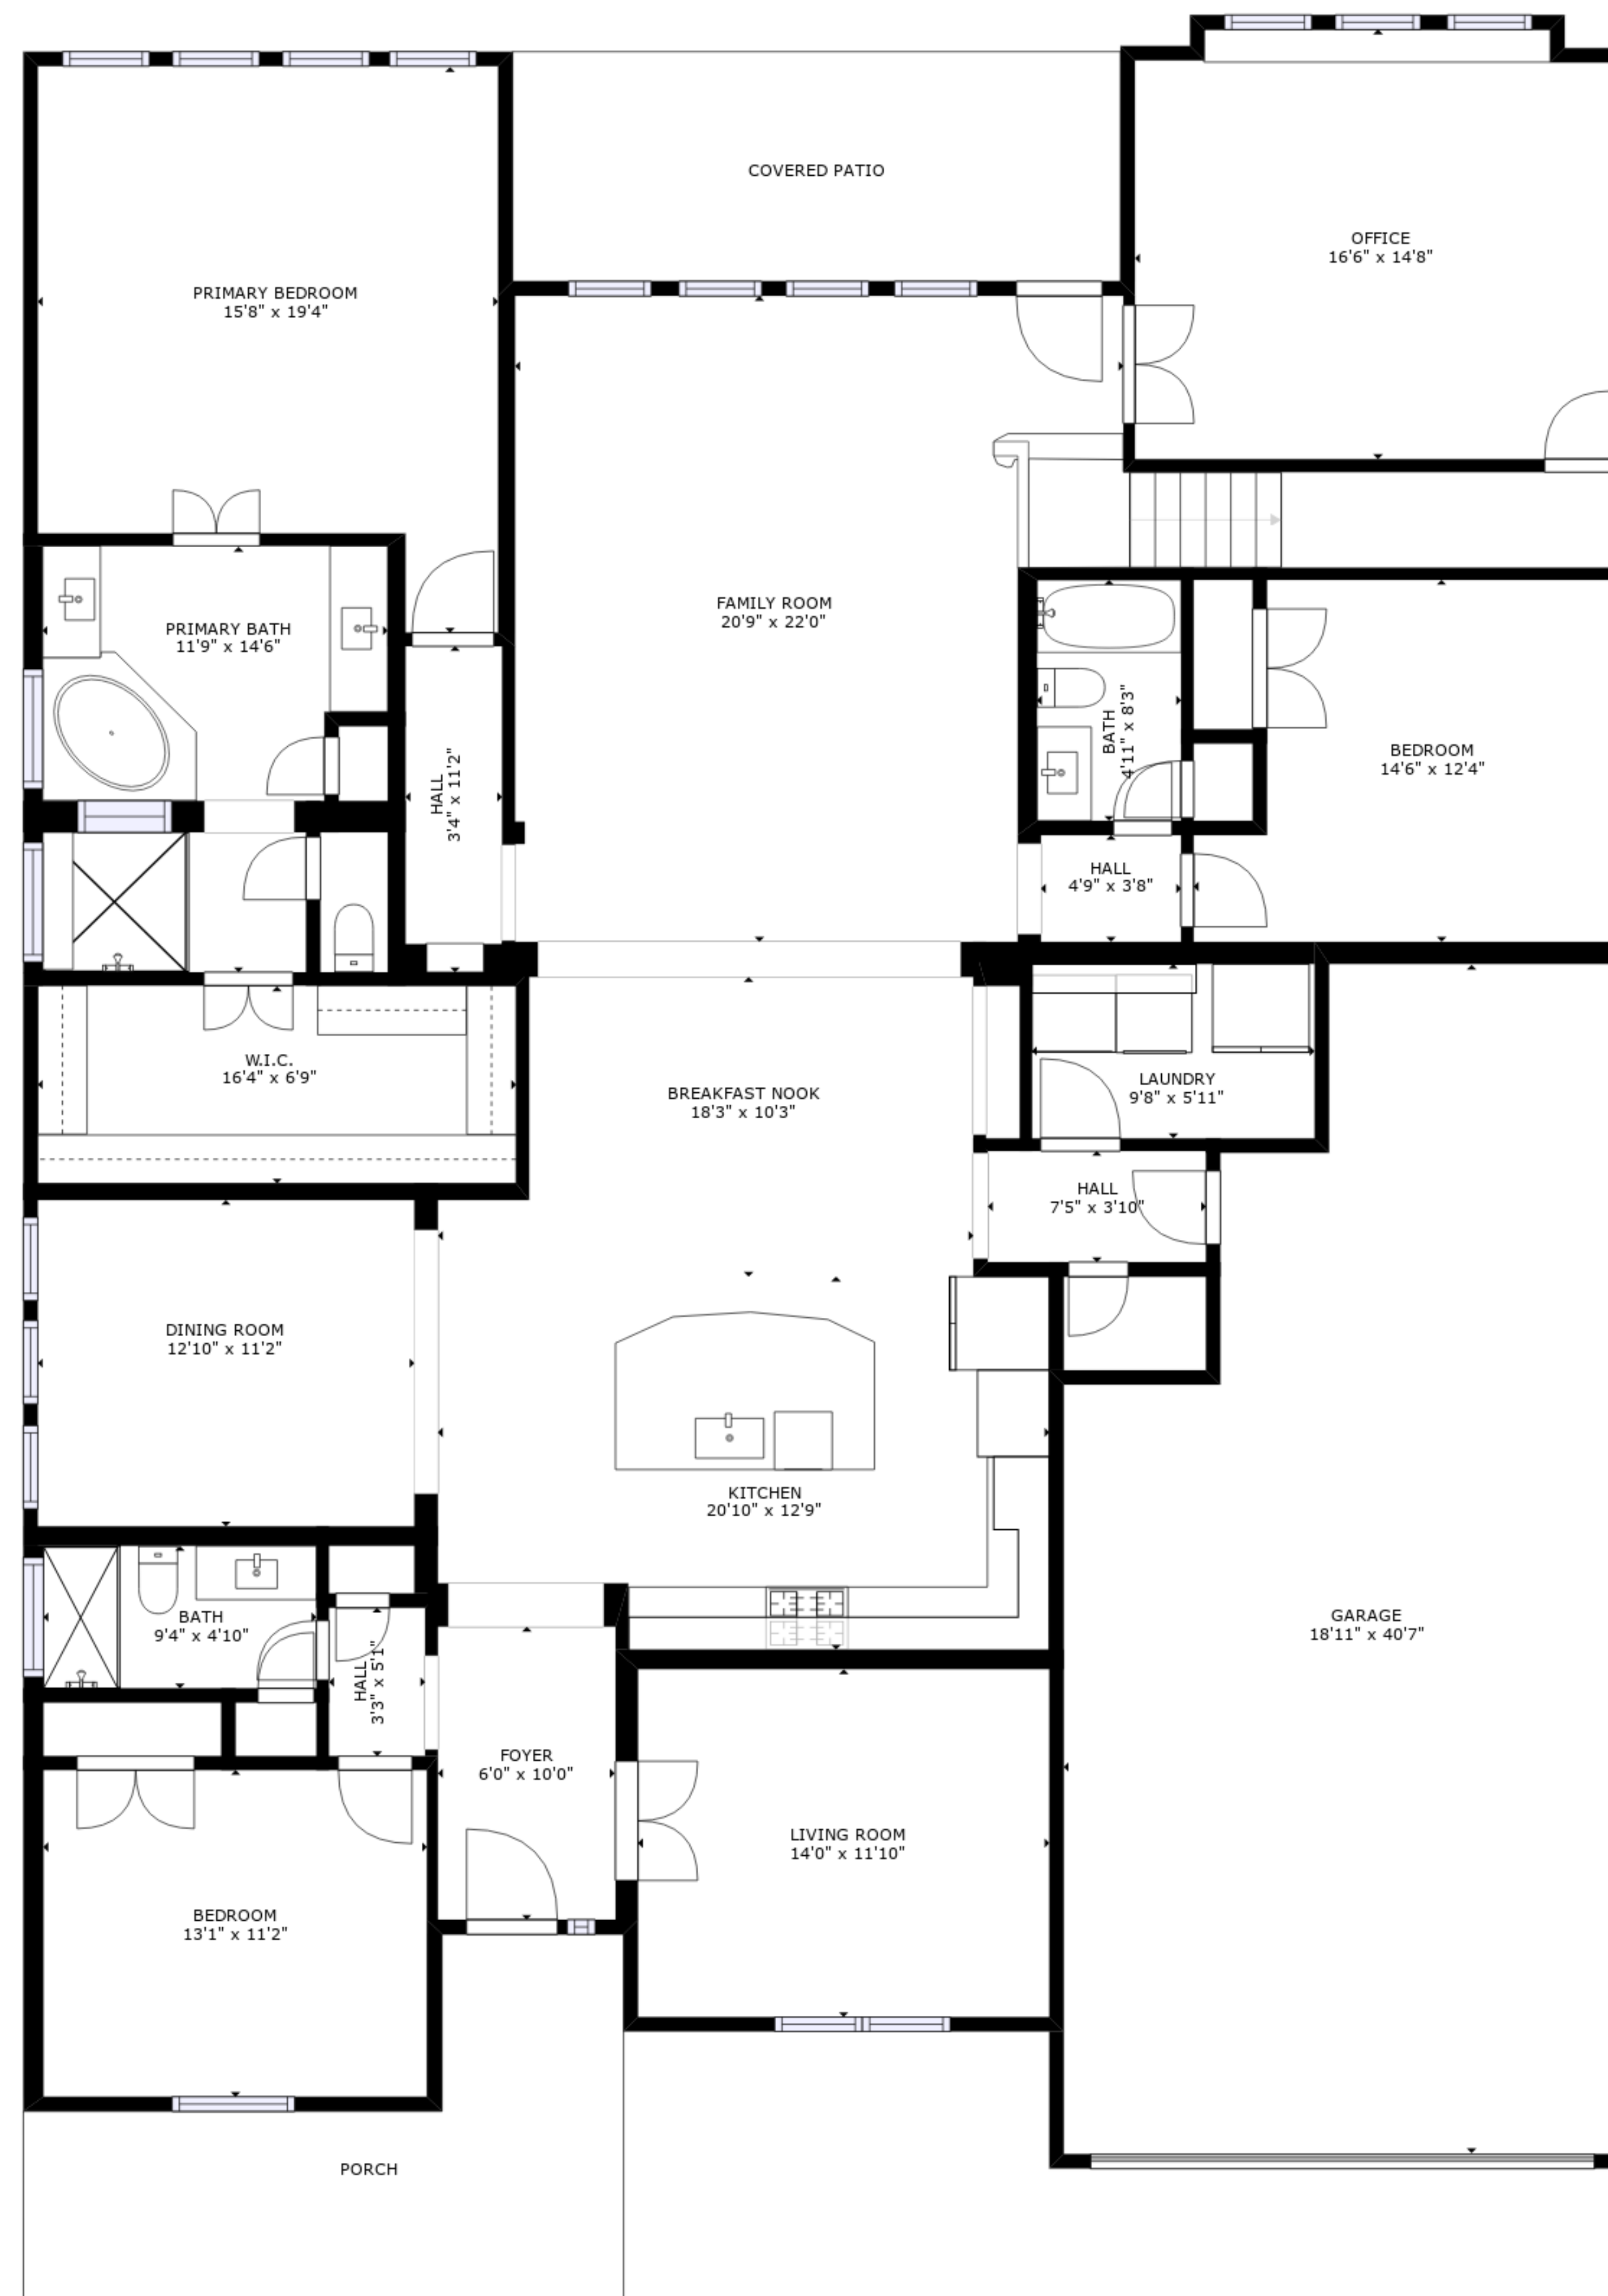 COVERED PATIO
OFFICE
16'6" x 14'8"
PRIMARY BEDROOM
15'8" x 19'4"
FAMILY ROOM
20'9" x 22'0"
PRIMARY BATH
11'9" x 14'6"
BATH
4'11" x 8'3"
BEDROOM
14'6" x 12'4"
HALL
3'4" x 11'2"
HALL
4'9" x 3'8"
W.I.C.
16'4" x 6'9"
BREAKFAST NOOK
18'3" x 10'3"
LAUNDRY
9'8" x 5'11"
HALL
7'5" x 3'10"
DINING ROOM
12'10" x 11'2"
KITCHEN
20'10" x 12'9"
BATH
9'4" x 4'10"
HALL
3'3" x 5'1"
GARAGE
18'11" x 40'7"
FOYER
6'0" x 10'0"
LIVING ROOM
14'0" x 11'10"
BEDROOM
13'1" x 11'2"
PORCH